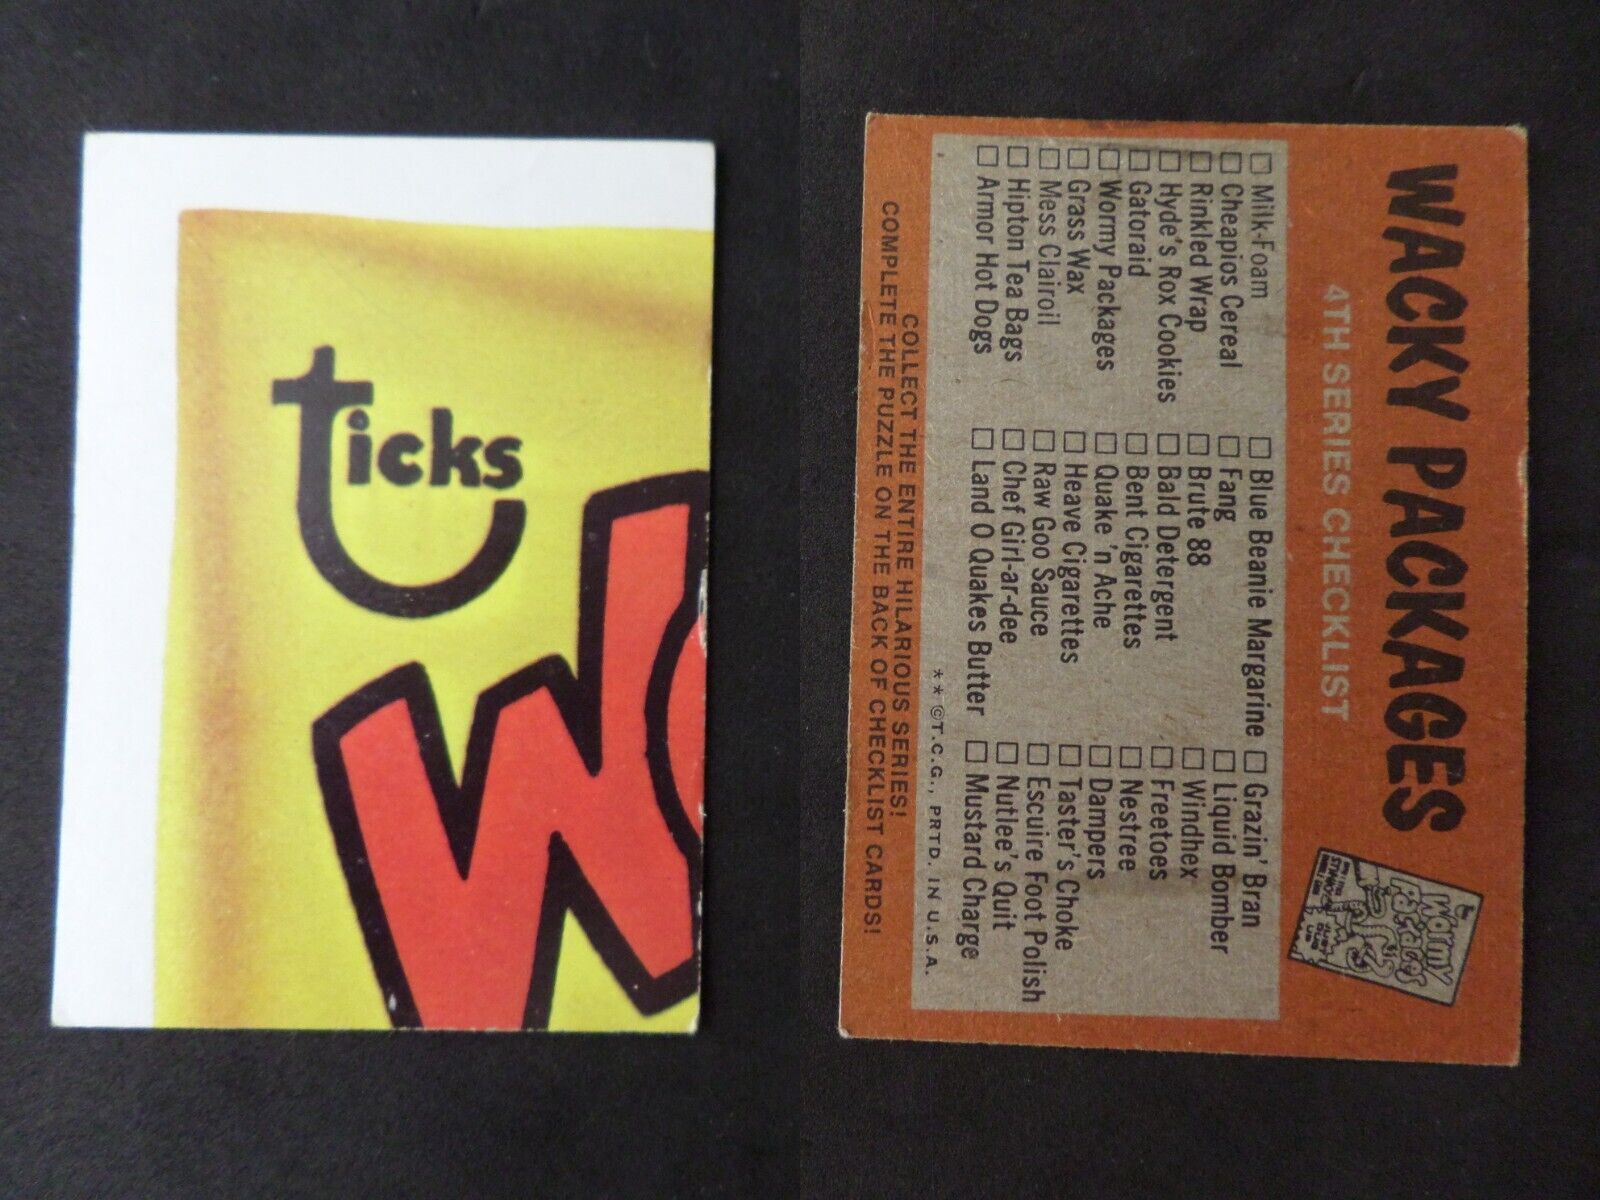 ticks
WACKY PACKAGES
4TH SERIES CHECKLIST
Wormy
Packages
□ Milk-Foam
□ Cheapios Cereal
□ Rinkled Wrap
□ Hyde's Rox Cookies
□ Gatoraid
□ Wormy Packages
□ Grass Wax
□ Mess Clairoil
□ Hipton Tea Bags
□ Armor Hot Dogs
□ Blue Beanie Margarine
□ Fang
□ Brute 88
□ Bald Detergent
□ Bent Cigarettes
□ Quake 'n Ache
□ Heave Cigarettes
□ Raw Goo Sauce
□ Chef Girl-ar-dee
□ Land O Quakes Butter
□ Grazin' Bran
□ Liquid Bomber
□ Windhex
□ Freetoes
□ Nestree
□ Dampers
□ Taster's Choke
□ Escuire Foot Polish
□ Nutlee's Quit
□ Mustard Charge
**©T.C.G., PRTD. IN U.S.A.
COLLECT THE ENTIRE HILARIOUS SERIES!
COMPLETE THE PUZZLE ON THE BACK OF CHECKLIST CARDS!